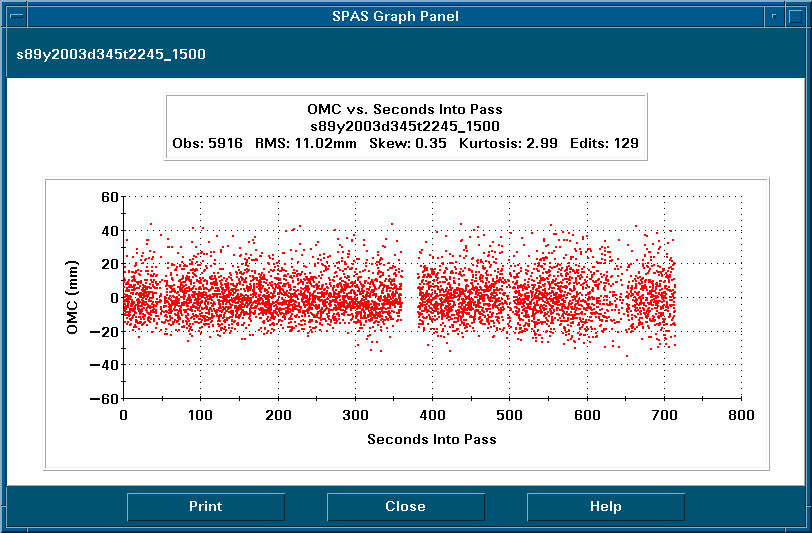 SPAS Graph Panel
s89y2003d345t2245_1500
OMC vs. Seconds Into Pass
s89y2003d345t2245_1500
Obs: 5916 RMS: 11.02mm Skew: 0.35 Kurtosis: 2.99 Edits: 129
OMC (mm)
60
40
20
0
−20
−40
−60
0 100 200 300 400 500 600 700 800
Seconds Into Pass
Print Close Help